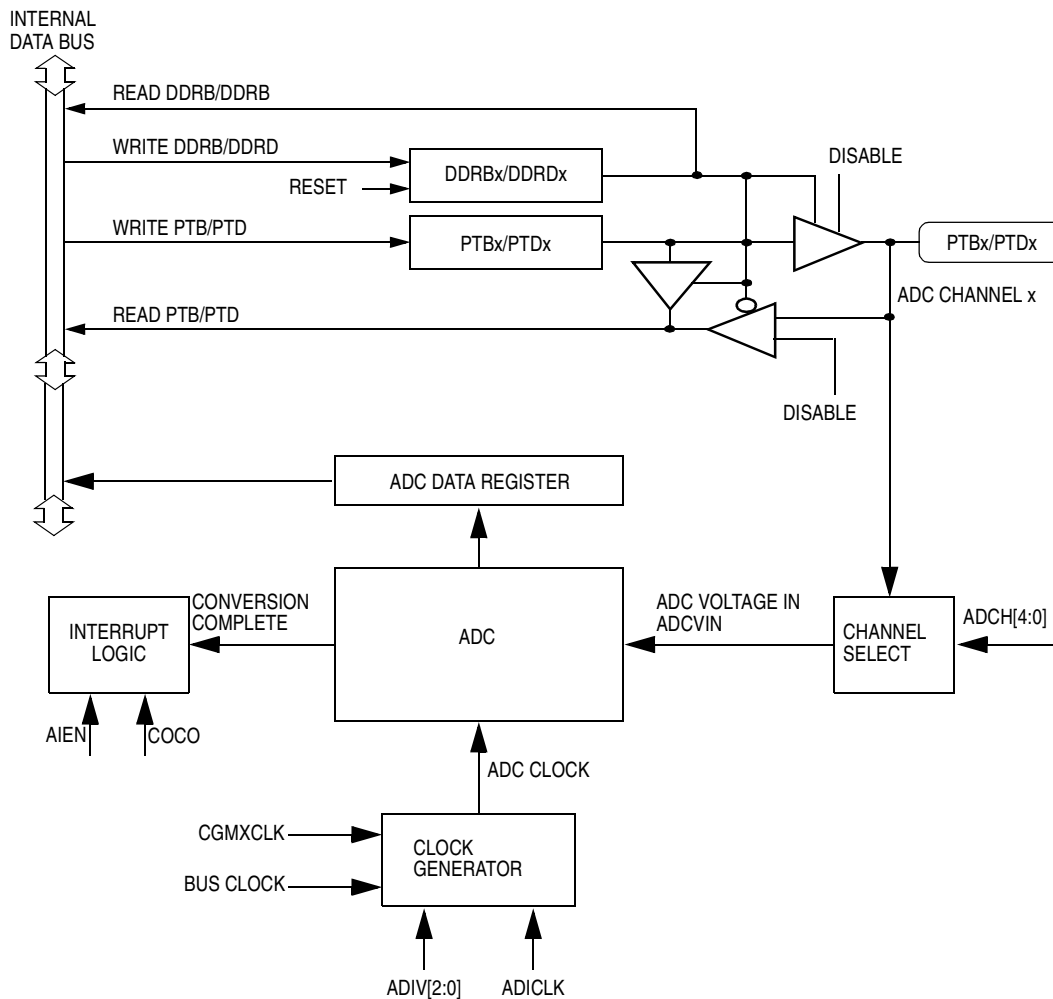 INTERNAL
DATA BUS
READ DDRB/DDRB
WRITE DDRB/DDRD
DISABLE
RESET
DDRBx/DDRDx
WRITE PTB/PTD
PTBx/PTDx
PTBx/PTDx
ADC CHANNEL x
READ PTB/PTD
DISABLE
ADC DATA REGISTER
INTERRUPT
LOGIC
CONVERSION
COMPLETE
ADC
ADC VOLTAGE IN
ADCVIN
CHANNEL
SELECT
ADCH[4:0]
AIEN
COCO
ADC CLOCK
CGMXCLK
BUS CLOCK
CLOCK
GENERATOR
ADIV[2:0]
ADICLK